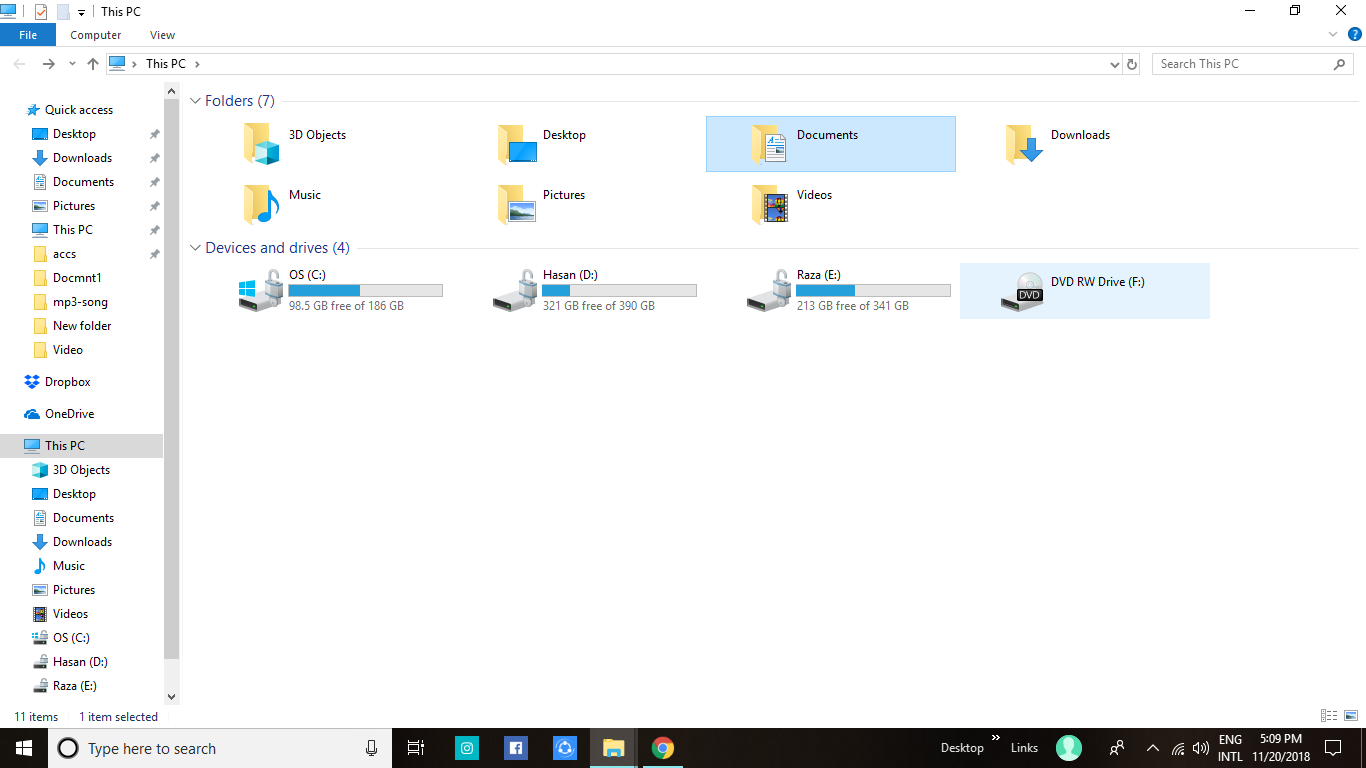 This PC
File Computer View
This PC
Search This PC
Quick access
Desktop
Downloads
Documents
Pictures
This PC
accs
Docmnt1
mp3-song
New folder
Video
Dropbox
OneDrive
This PC
3D Objects
Desktop
Documents
Downloads
Music
Pictures
Videos
OS (C:)
Hasan (D:)
Raza (E:)
Folders (7)
3D Objects Desktop Documents Downloads
Music Pictures Videos
Devices and drives (4)
OS (C:) Hasan (D:) Raza (E:) DVD RW Drive (F:)
98.5 GB free of 186 GB 321 GB free of 390 GB 213 GB free of 341 GB
DVD
11 items 1 item selected
Type here to search
Desktop » Links
ENG
INTL
5:09 PM
11/20/2018